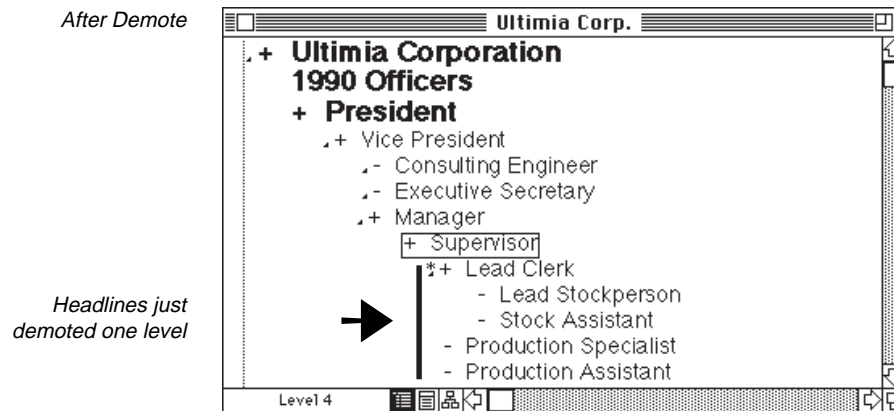 After Demote
Ultimia Corp.
+ Ultimia Corporation
1990 Officers
+ President
+ Vice President
- Consulting Engineer
- Executive Secretary
+ Manager
+ Supervisor
*+ Lead Clerk
- Lead Stockperson
- Stock Assistant
- Production Specialist
- Production Assistant
Headlines just
demoted one level
Level 4